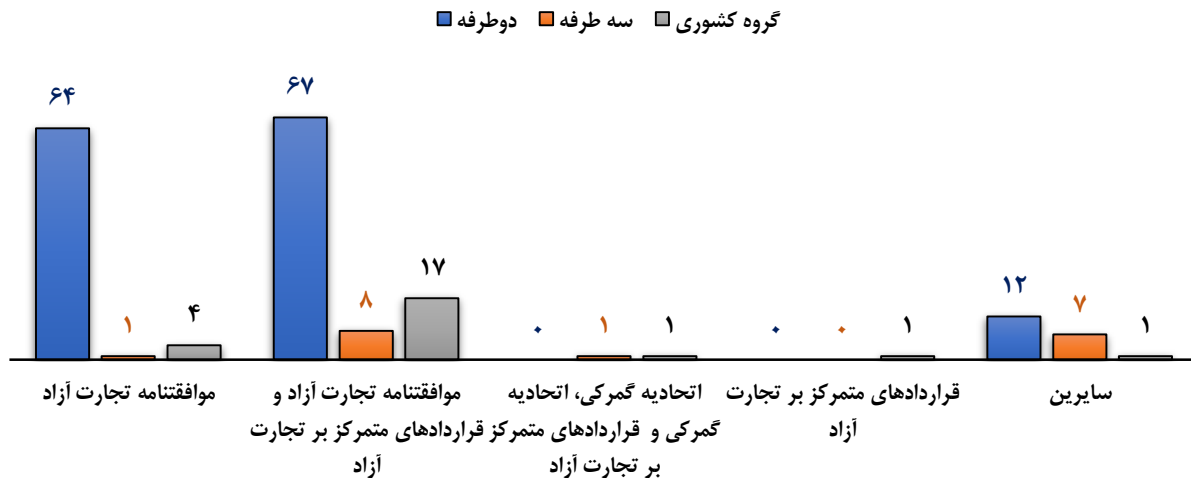 دوطرفه سه طرفه گروه کشوری
۶۴
۱
۴
۶۷
۸
۱۷
۰
۱
۱
۰
۰
۱
۱۲
۷
۱
موافقتنامه تجارت آزاد
موافقتنامه تجارت آزاد و
قراردادهای متمرکز بر تجارت
آزاد
اتحادیه گمرکی، اتحادیه
گمرکی و قراردادهای متمرکز
بر تجارت آزاد
قراردادهای متمرکز بر تجارت
آزاد
سایرین